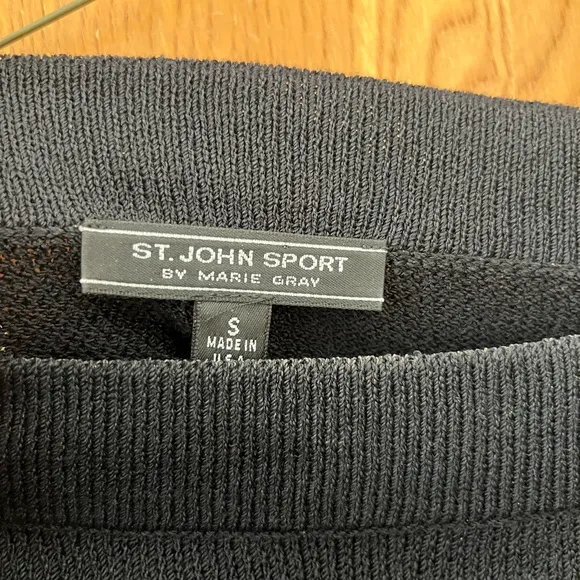 ST. JOHN SPORT
BY MARIE GRAY
S
MADE IN
U.S.A.